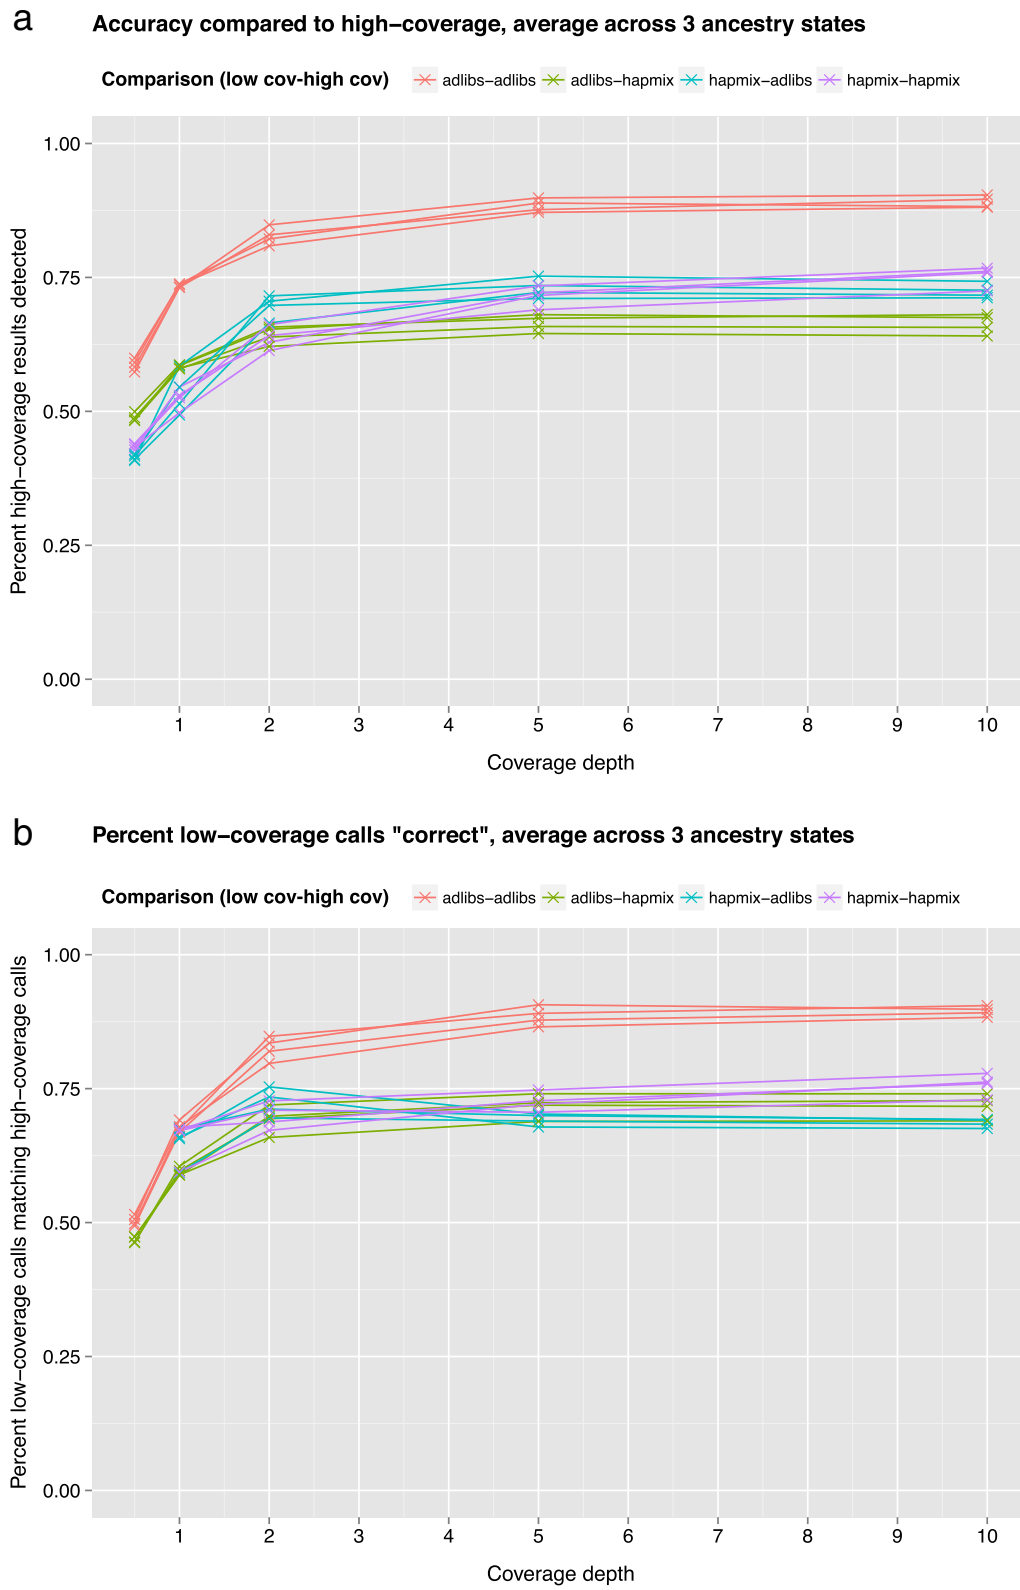 a
Accuracy compared to high−coverage, average across 3 ancestry states
Comparison (low cov-high cov) adlibs−adlibs adlibs−hapmix hapmix−adlibs hapmix−hapmix
Percent high−coverage results detected
1.00
0.75
0.50
0.25
0.00
1 2 3 4 5 6 7 8 9 10
Coverage depth
b
Percent low−coverage calls "correct", average across 3 ancestry states
Comparison (low cov-high cov) adlibs−adlibs adlibs−hapmix hapmix−adlibs hapmix−hapmix
Percent low−coverage calls matching high−coverage calls
1.00
0.75
0.50
0.25
0.00
1 2 3 4 5 6 7 8 9 10
Coverage depth